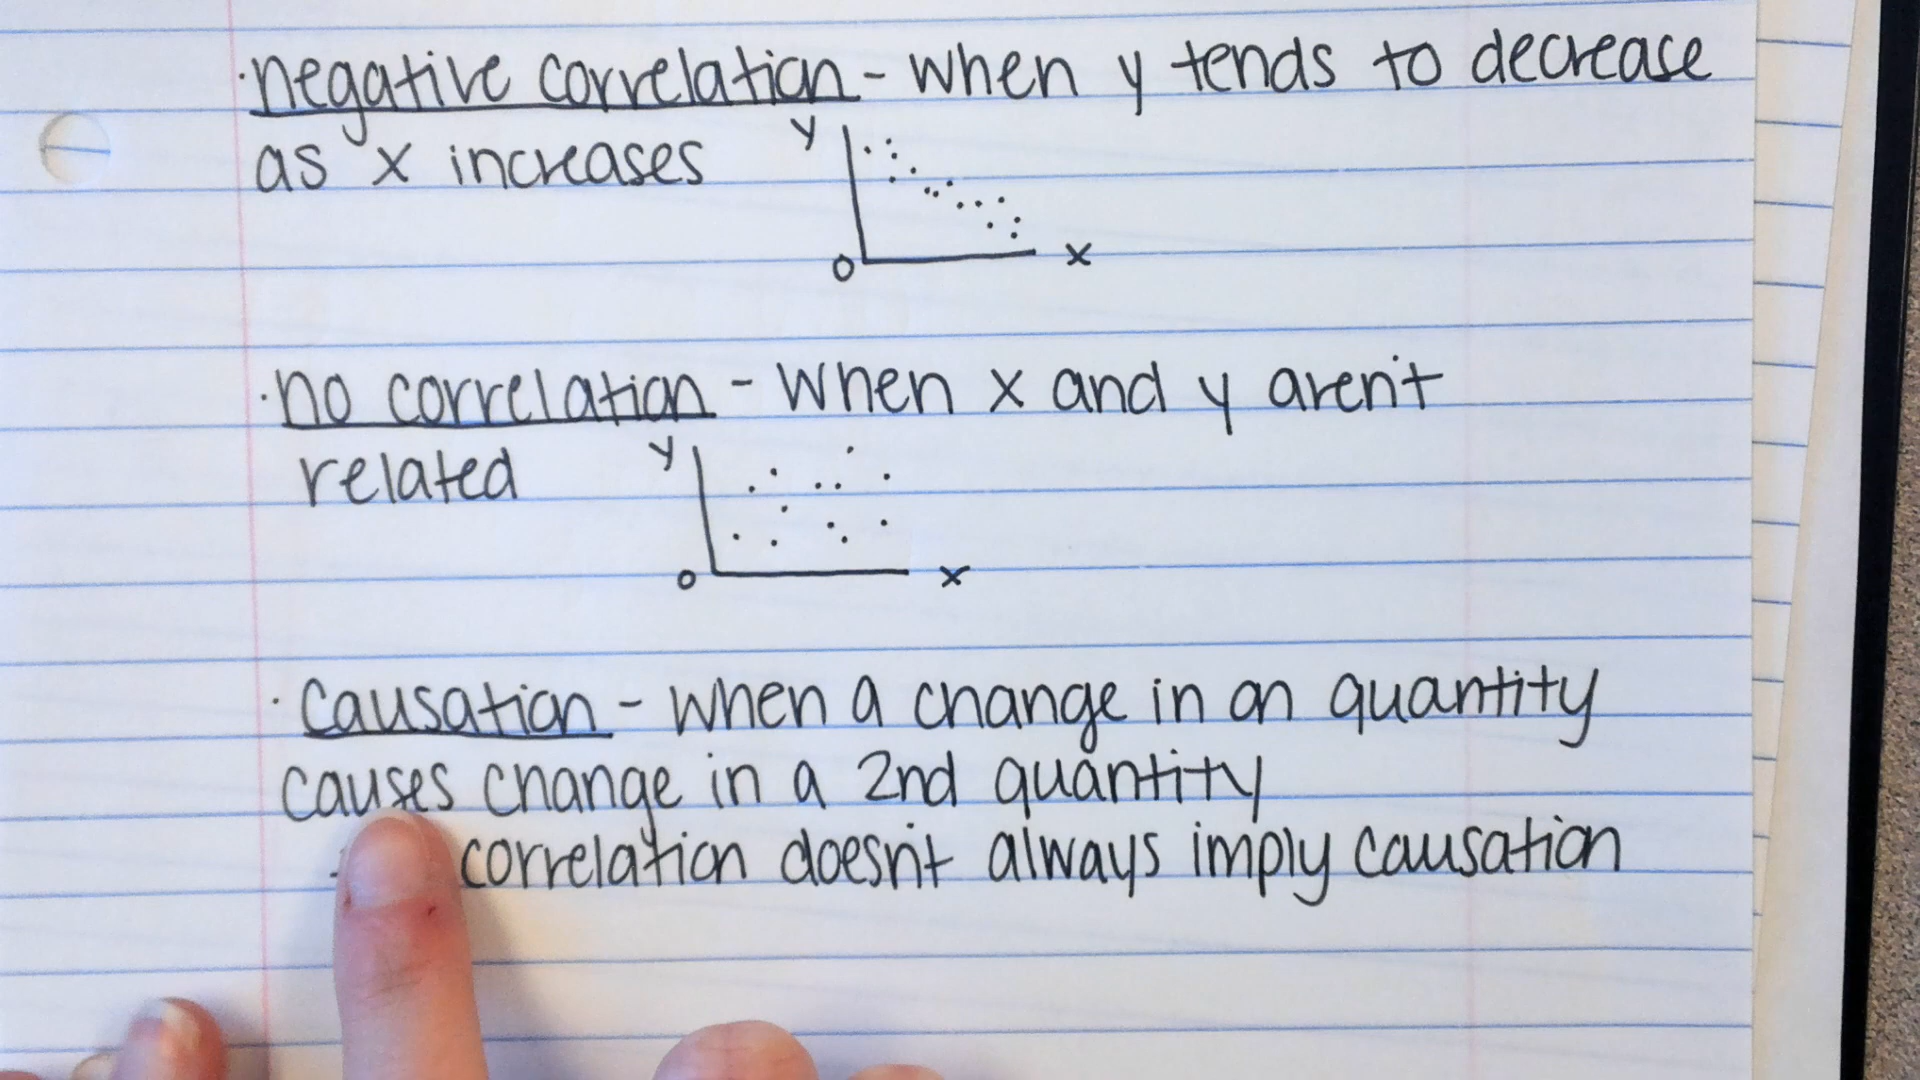 ·negative correlation - when y tends to decrease
as x increases
y
0 x
·no correlation - when x and y aren't
related
y
0 x
· causation - when a change in an quantity
causes change in a 2nd quantity
- correlation doesn't always imply causation